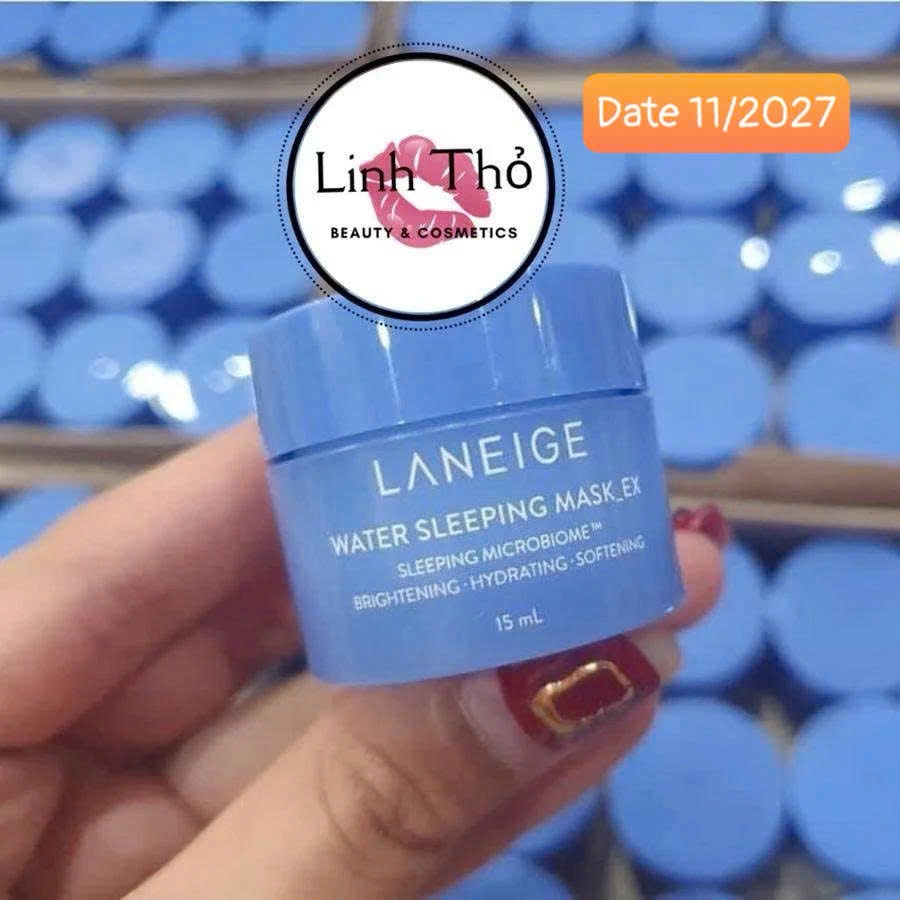 Date 11/2027
Linh Thỏ
BEAUTY & COSMETICS
LANEIGE
WATER SLEEPING MASK_EX
SLEEPING MICROBIOME™
BRIGHTENING · HYDRATING · SOFTENING
15 mL